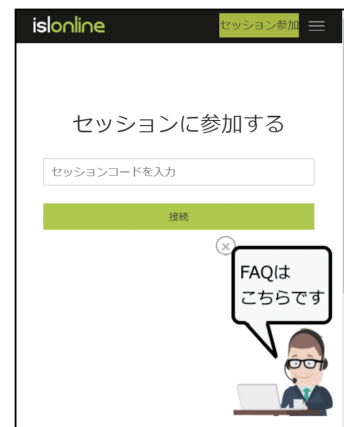 islonline
セッション参加
セッションに参加する
セッションコードを入力
接続
FAQは
こちらです